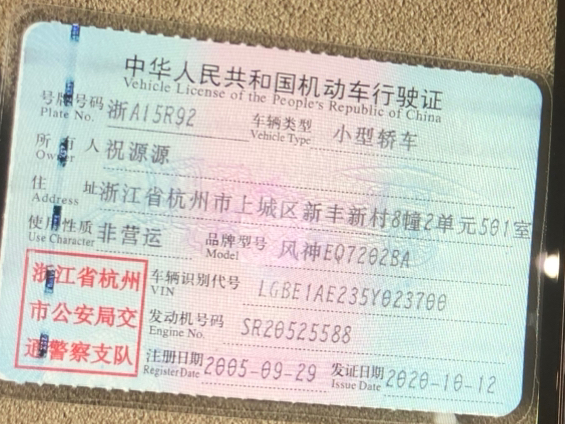 中华人民共和国机动车行驶证
Vehicle License of the People's Republic of China
号牌号码 浙A15R92 车辆类型 小型轿车
Plate No. Vehicle Type
所有人 祝源源
Owner
住址 浙江省杭州市上城区新丰新村8幢2单元501室
Address
使用性质 非营运 品牌型号 风神EQ7202BA
Use Character Model
浙江省杭州
市公安局交
通警察支队
车辆识别代号 LGBE1AE235Y023700
VIN
发动机号码 SR20525588
Engine No.
注册日期 2005-09-29 发证日期 2020-10-12
Register Date Issue Date